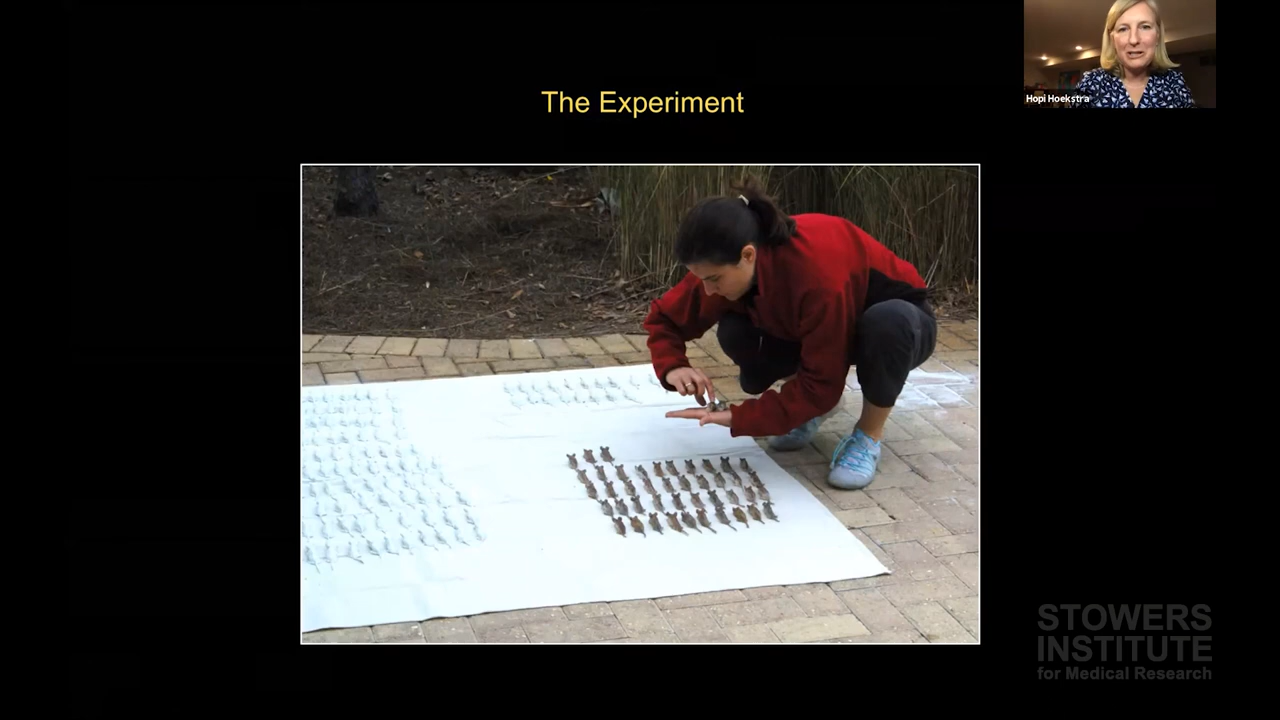 Hopi Hoekstra
The Experiment
STOWERS
INSTITUTE
for Medical Research